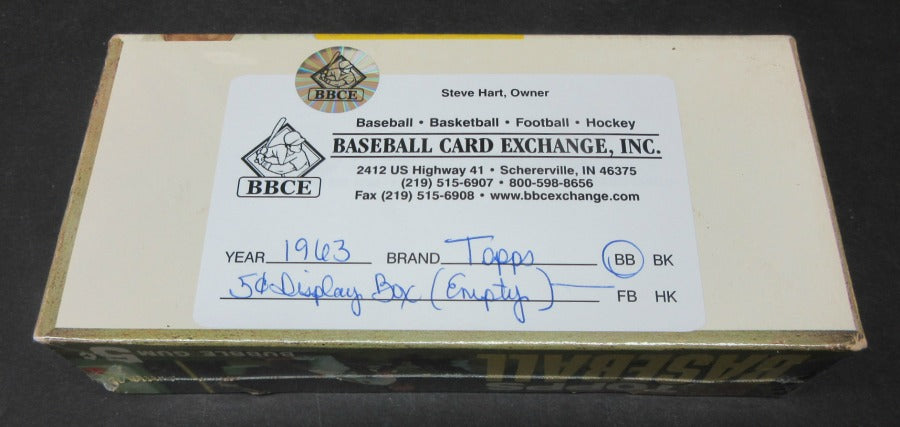 BBCE
Steve Hart, Owner
Baseball • Basketball • Football • Hockey
BASEBALL CARD EXCHANGE, INC.
BBCE
2412 US Highway 41 • Schererville, IN 46375
(219) 515-6907 • 800-598-8656
Fax (219) 515-6908 • www.bbcexchange.com
YEAR 1963 BRAND Topps BB BK
5¢ Display Box (Empty) FB HK
5¢
BUBBLE GUM
BASEBALL